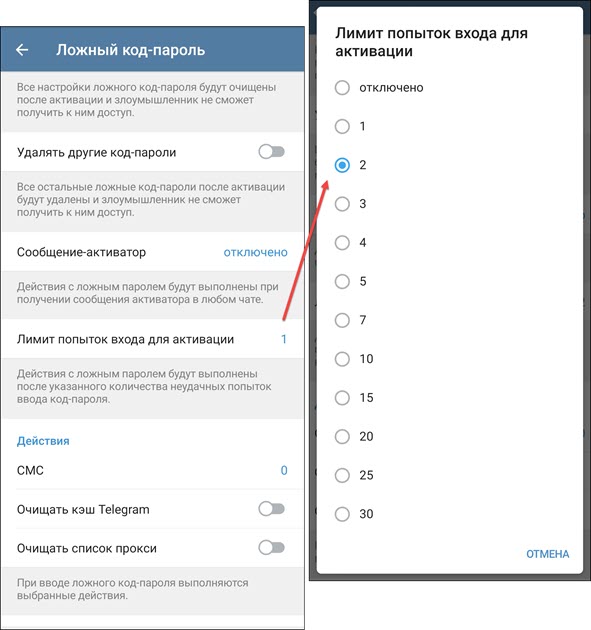 Ложный код-пароль
Все настройки ложного код-пароля будут очищены
после активации и злоумышленник не сможет
получить к ним доступ.
Удалять другие код-пароли
Все остальные ложные код-пароли после активации
будут удалены и злоумышленник не сможет
получить к ним доступ.
Сообщение-активатор отключено
Действия с ложным паролем будут выполнены при
получении сообщения активатора в любом чате.
Лимит попыток входа для активации 1
Действия с ложным паролем будут выполнены
после указанного количества неудачных попыток
ввода код-пароля.
Действия
СМС 0
Очищать кэш Telegram
Очищать список прокси
При вводе ложного код-пароля выполняются
выбранные действия.
Лимит попыток входа для
активации
отключено
1
2
3
4
5
7
10
15
20
25
30
ОТМЕНА